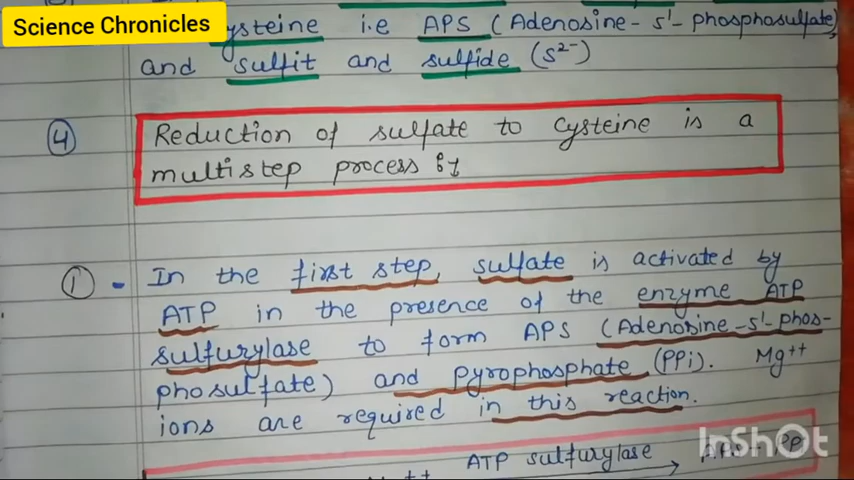 Science Chronicles
cysteine i.e APS (Adenosine-5'-phosphosulfate)
and sulfit and sulfide (S²⁻)
4 Reduction of sulfate to cysteine is a
multistep process :-
1 - In the first step, sulfate is activated by
ATP in the presence of the enzyme ATP
sulfurylase to form APS (Adenosine-5'-phos-
phosulfate) and pyrophosphate (PPi). Mg⁺⁺
ions are required in this reaction.
ATP sulfurylase
InShOt